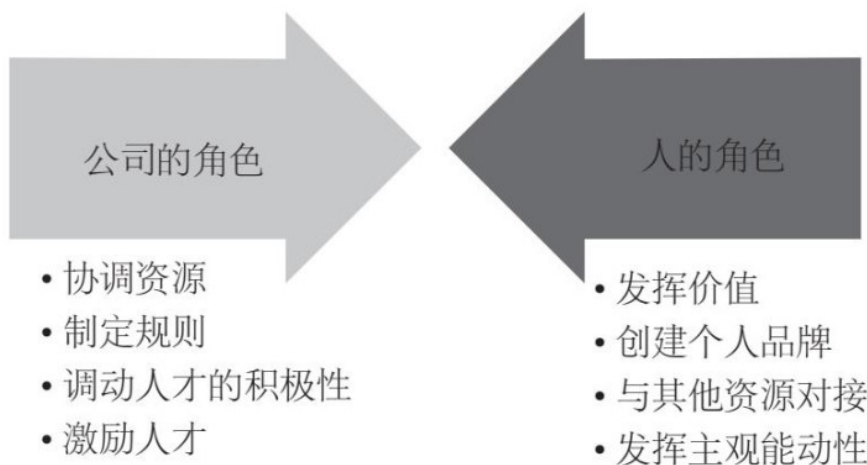 公司的角色
• 协调资源
• 制定规则
• 调动人才的积极性
• 激励人才
人的角色
• 发挥价值
• 创建个人品牌
• 与其他资源对接
• 发挥主观能动性